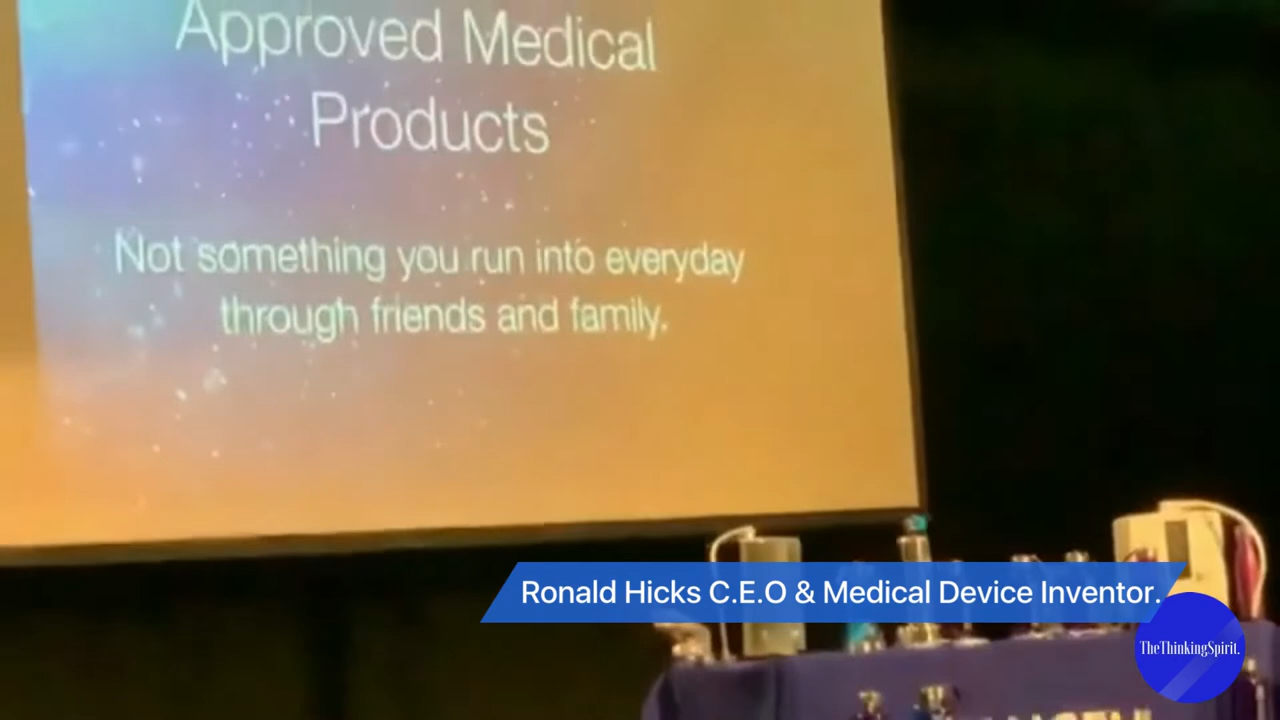 Approved Medical
Products
Not something you run into everyday
through friends and family.
Ronald Hicks C.E.O & Medical Device Inventor.
TheThinkingSpirit.